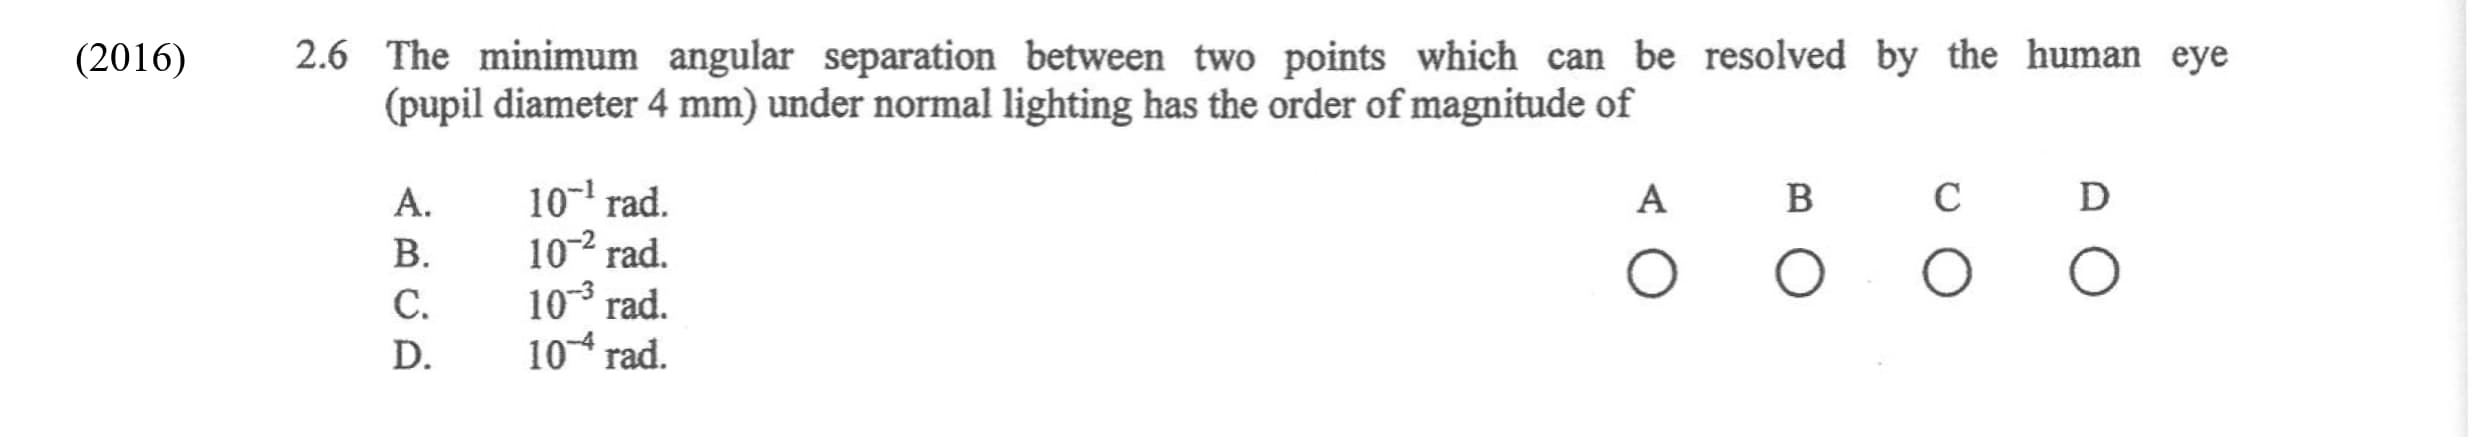 (2016) 2.6 The minimum angular separation between two points which can be resolved by the human eye
(pupil diameter 4 mm) under normal lighting has the order of magnitude of
A. 10⁻¹ rad. A B C D
B. 10⁻² rad.
C. 10⁻³ rad.
D. 10⁻⁴ rad.